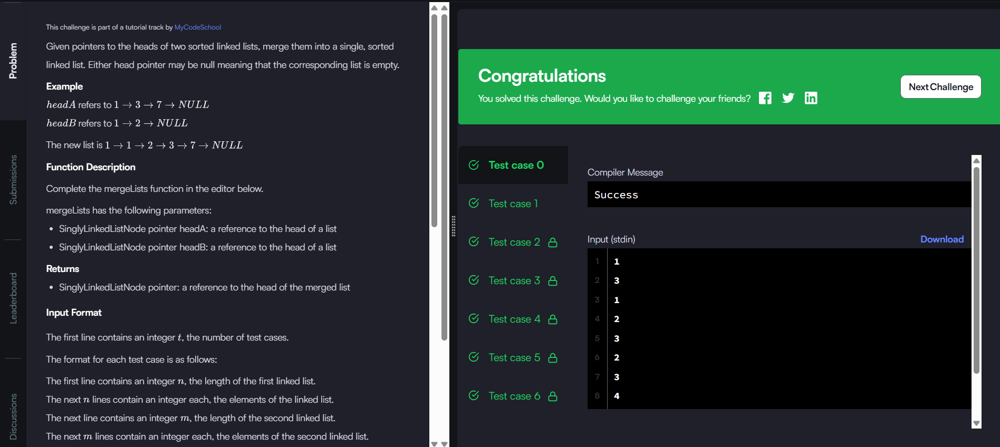 Problem
Submissions
Leaderboard
Discussions
This challenge is part of a tutorial track by MyCodeSchool
Given pointers to the heads of two sorted linked lists, merge them into a single, sorted
linked list. Either head pointer may be null meaning that the corresponding list is empty.
Example
headA refers to 1 → 3 → 7 → NULL
headB refers to 1 → 2 → NULL
The new list is 1 → 1 → 2 → 3 → 7 → NULL
Function Description
Complete the mergeLists function in the editor below.
mergeLists has the following parameters:
• SinglyLinkedListNode pointer headA: a reference to the head of a list
• SinglyLinkedListNode pointer headB: a reference to the head of a list
Returns
• SinglyLinkedListNode pointer: a reference to the head of the merged list
Input Format
The first line contains an integer t, the number of test cases.
The format for each test case is as follows:
The first line contains an integer n, the length of the first linked list.
The next n lines contain an integer each, the elements of the linked list.
The next line contains an integer m, the length of the second linked list.
The next m lines contain an integer each, the elements of the second linked list.
Congratulations
You solved this challenge. Would you like to challenge your friends?
Next Challenge
Test case 0
Test case 1
Test case 2
Test case 3
Test case 4
Test case 5
Test case 6
Compiler Message
Success
Input (stdin)
Download
1 1
2 3
3 1
4 2
5 3
6 2
7 3
8 4